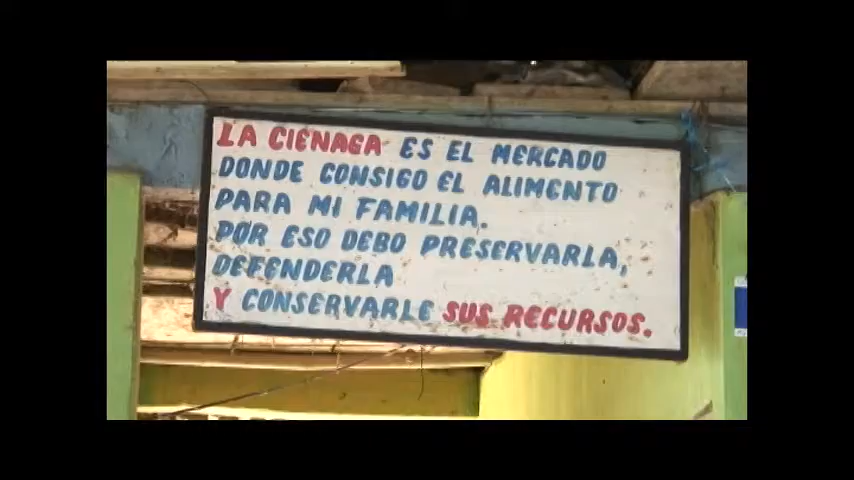 LA CIENAGA ES EL MERCADO
DONDE CONSIGO EL ALIMENTO
PARA MI FAMILIA.
POR ESO DEBO PRESERVARLA,
DEFENDERLA
Y CONSERVARLE SUS RECURSOS.